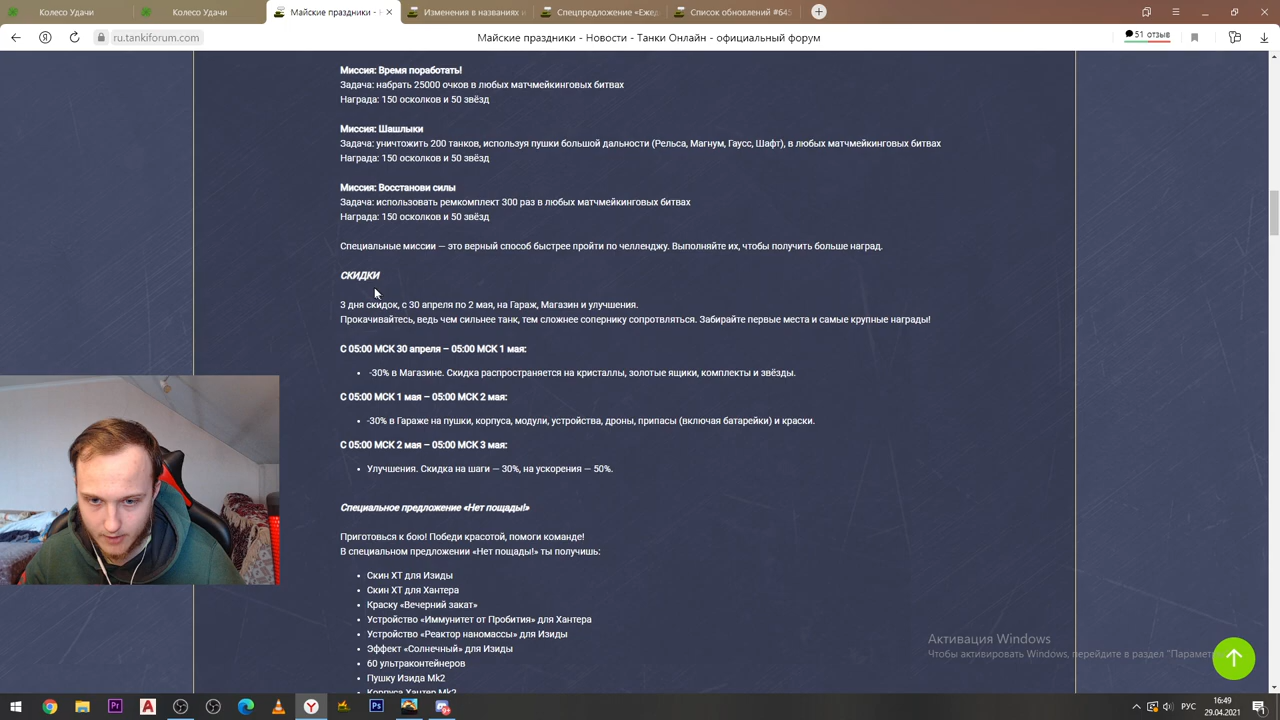 Колесо Удачи
Колесо Удачи
Майские праздники - Н
Изменения в названиях и
Спецпредложение «Ежед
Список обновлений #645
ru.tankiforum.com
Майские праздники - Новости - Танки Онлайн - официальный форум
51 отзыв
Миссия: Время поработать!
Задача: набрать 25000 очков в любых матчмейкинговых битвах
Награда: 150 осколков и 50 звёзд
Миссия: Шашлыки
Задача: уничтожить 200 танков, используя пушки большой дальности (Рельса, Магнум, Гаусс, Шафт), в любых матчмейкинговых битвах
Награда: 150 осколков и 50 звёзд
Миссия: Восстанови силы
Задача: использовать ремкомплект 300 раз в любых матчмейкинговых битвах
Награда: 150 осколков и 50 звёзд
Специальные миссии — это верный способ быстрее пройти по челленджу. Выполняйте их, чтобы получить больше наград.
СКИДКИ
3 дня скидок, с 30 апреля по 2 мая, на Гараж, Магазин и улучшения.
Прокачивайтесь, ведь чем сильнее танк, тем сложнее сопернику сопротвляться. Забирайте первые места и самые крупные награды!
С 05:00 МСК 30 апреля – 05:00 МСК 1 мая:
• -30% в Магазине. Скидка распространяется на кристаллы, золотые ящики, комплекты и звёзды.
С 05:00 МСК 1 мая – 05:00 МСК 2 мая:
• -30% в Гараже на пушки, корпуса, модули, устройства, дроны, припасы (включая батарейки) и краски.
С 05:00 МСК 2 мая – 05:00 МСК 3 мая:
• Улучшения. Скидка на шаги — 30%, на ускорения — 50%.
Специальное предложение «Нет пощады!»
Приготовься к бою! Победи красотой, помоги команде!
В специальном предложении «Нет пощады!» ты получишь:
• Скин ХТ для Изиды
• Скин ХТ для Хантера
• Краску «Вечерний закат»
• Устройство «Иммунитет от Пробития» для Хантера
• Устройство «Реактор наномассы» для Изиды
• Эффект «Солнечный» для Изиды
• 60 ультраконтейнеров
• Пушку Изида Mk2
• Корпуса Хантер Mk2
Активация Windows
Чтобы активировать Windows, перейдите в раздел "Парамет
РУС
16:49
29.04.2021